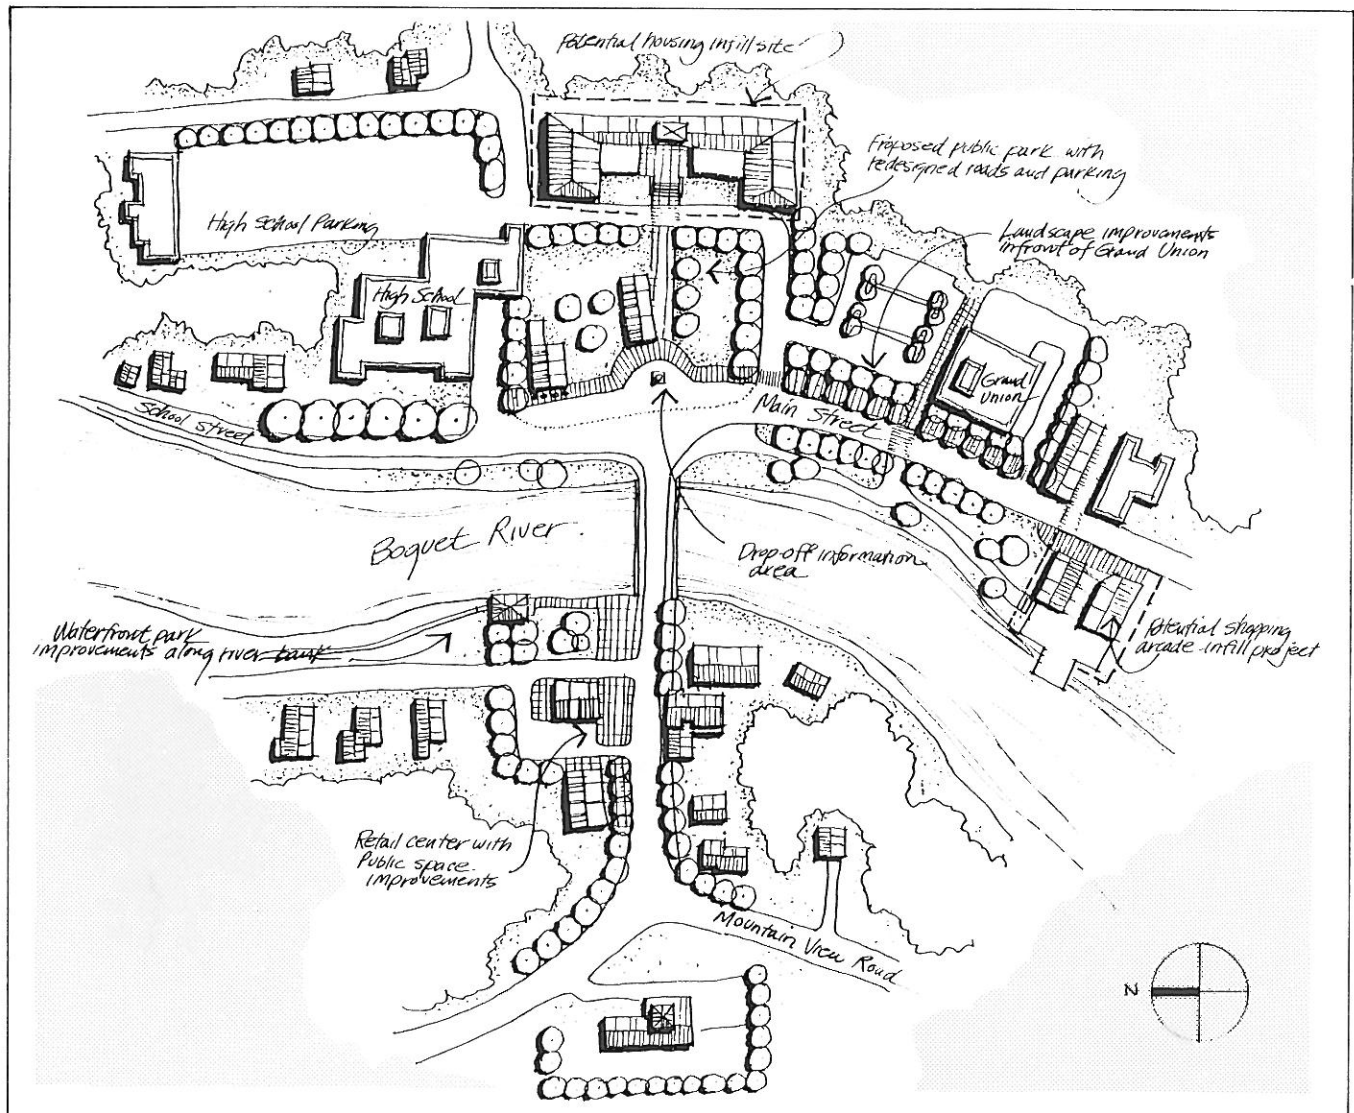 Potential housing infill site
Proposed public park with
redesigned roads and parking
Landscape improvements
infront of Grand Union
High School Parking
High School
Grand
Union
School Street
Main Street
Boquet River
Drop-off information
area
Waterfront park
improvements along river bank
Potential shopping
arcade infill project
Retail center with
Public space
improvements
Mountain View Road
N